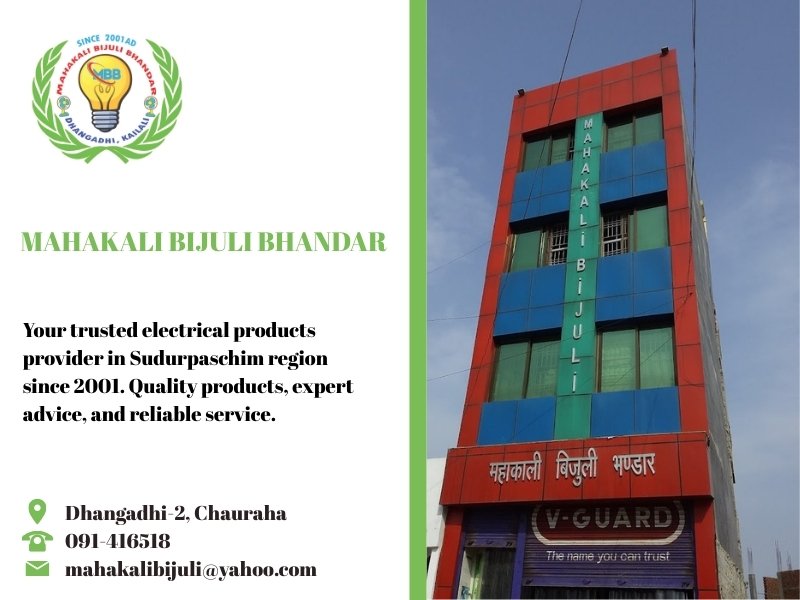 SINCE 2001AD
MAHAKALI BIJULI BHANDAR
MBB
DHANGADHI, KAILALI
MAHAKALI BIJULI BHANDAR
Your trusted electrical products
provider in Sudurpaschim region
since 2001. Quality products, expert
advice, and reliable service.
Dhangadhi-2, Chauraha
091-416518
mahakalibijuli@yahoo.com
MAHAKALi BiJULi
महाकाली बिजुली भण्डार
V-GUARD
The name you can trust